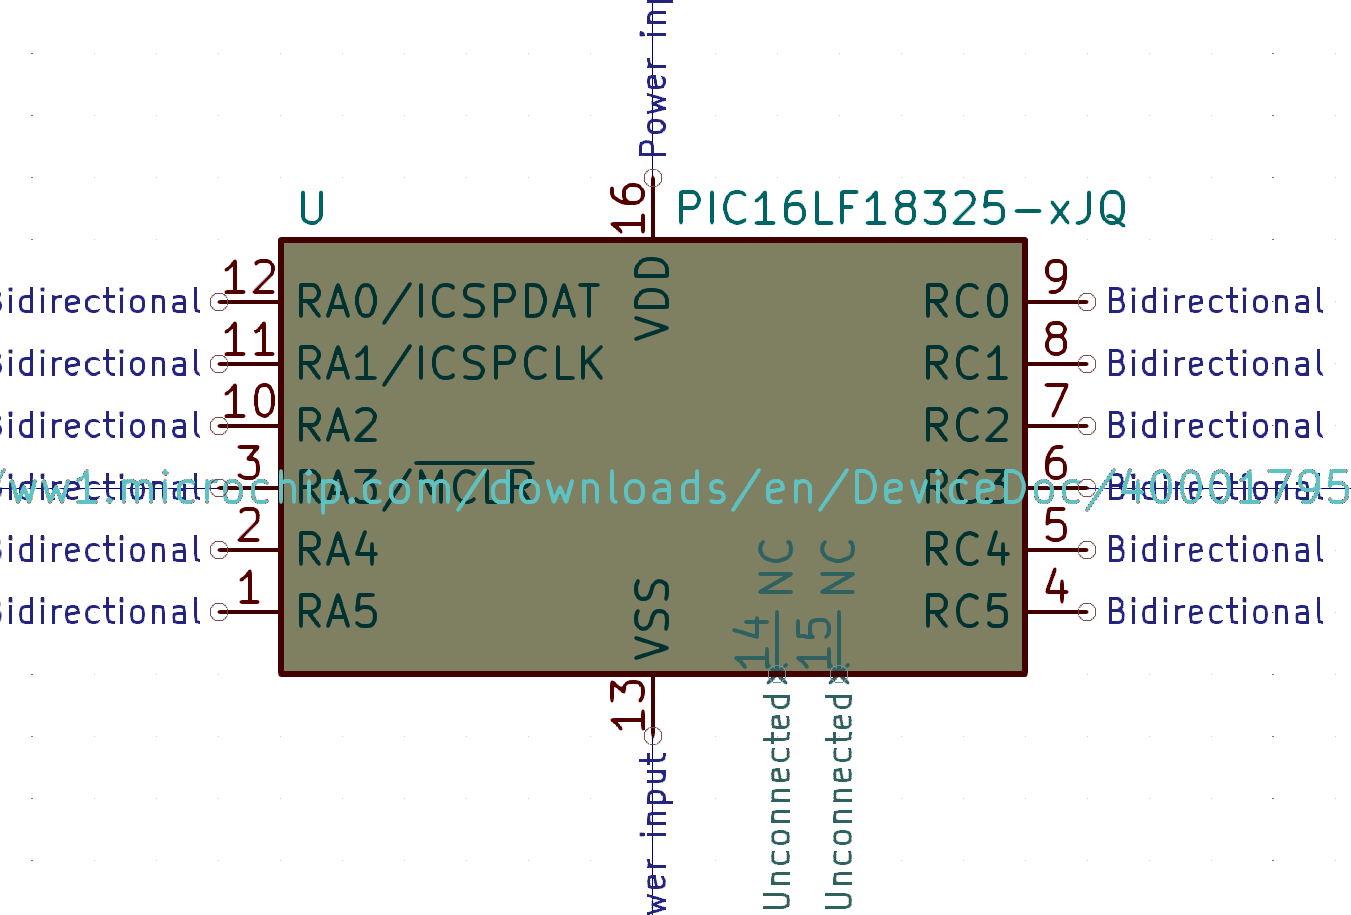 Power inp
U
16
PIC16LF18325-xJQ
VDD
Bidirectional 12 RA0/ICSPDAT RC0 9 Bidirectional
Bidirectional 11 RA1/ICSPCLK RC1 8 Bidirectional
Bidirectional 10 RA2 RC2 7 Bidirectional
Bidirectional 3 RA3/MCLR RC3 6 Bidirectional
/ww1.microchip.com/downloads/en/DeviceDoc/40001795
Bidirectional 2 RA4 RC4 5 Bidirectional
Bidirectional 1 RA5 RC5 4 Bidirectional
VSS
NC
NC
14
15
13
wer input
Unconnected
Unconnected